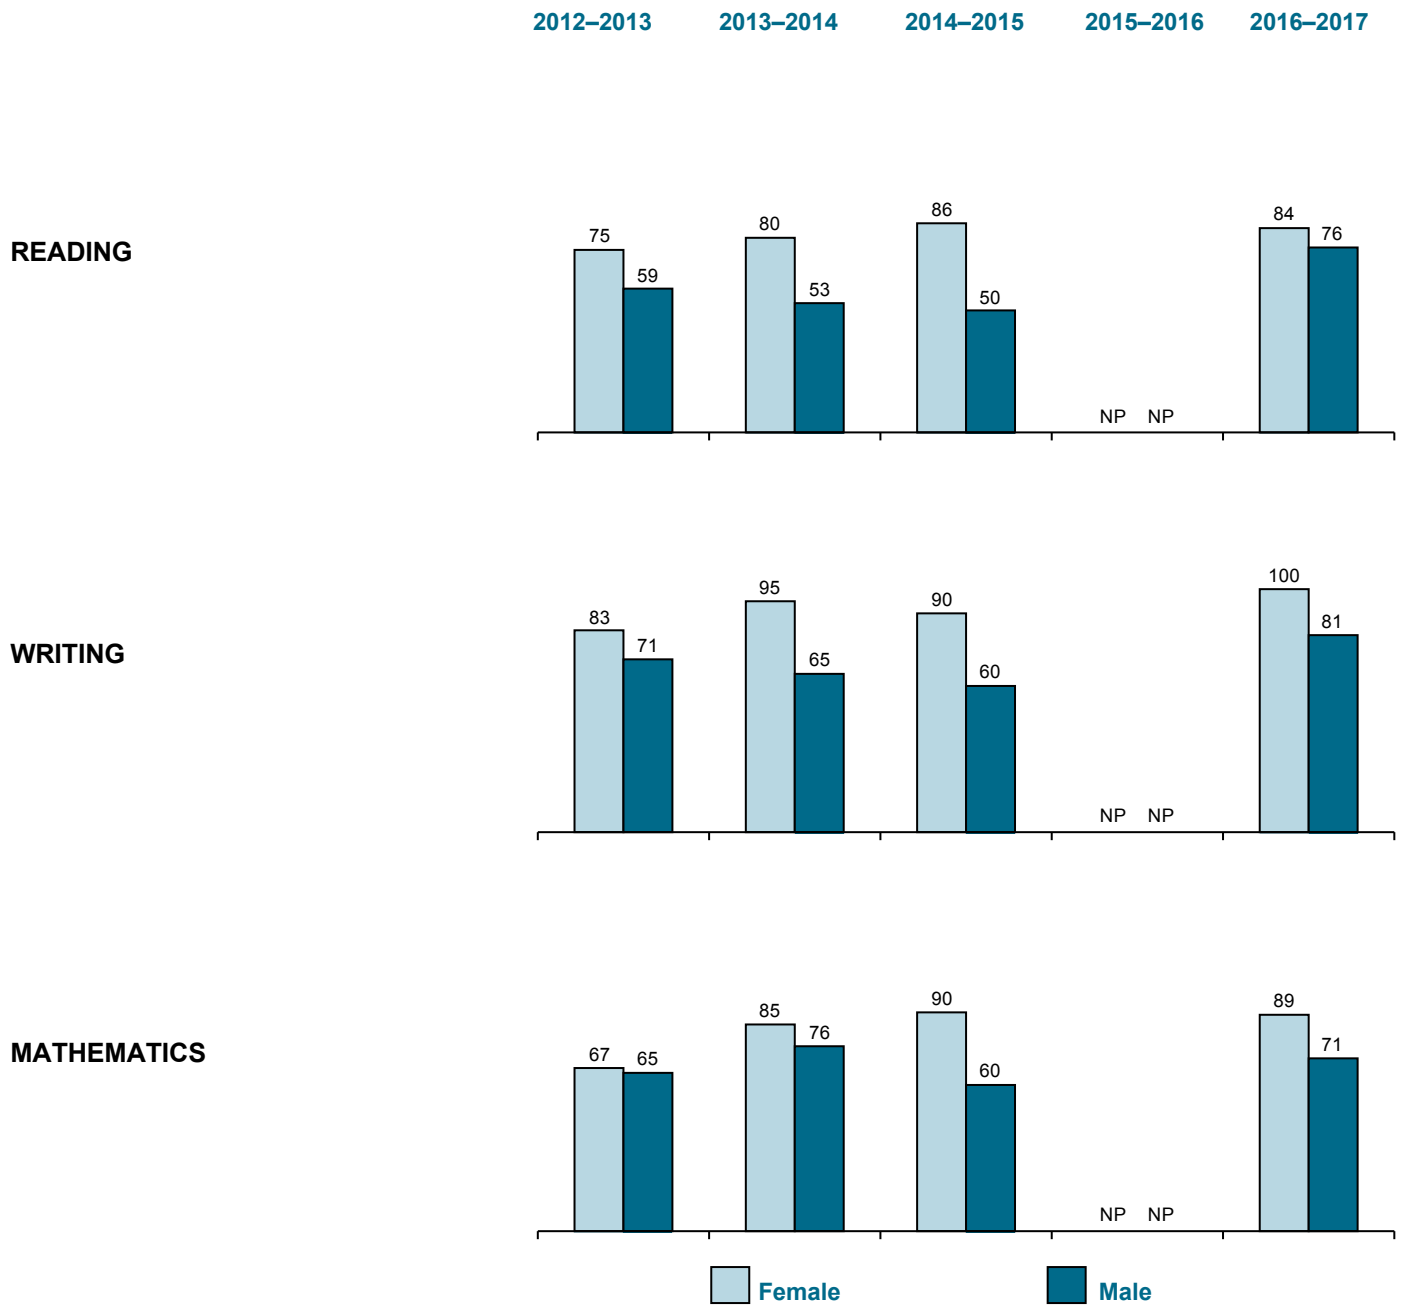 2012–2013 2013–2014 2014–2015 2015–2016 2016–2017
READING
75 59 80 53 86 50 NP NP 84 76
WRITING
83 71 95 65 90 60 NP NP 100 81
MATHEMATICS
67 65 85 76 90 60 NP NP 89 71
Female Male